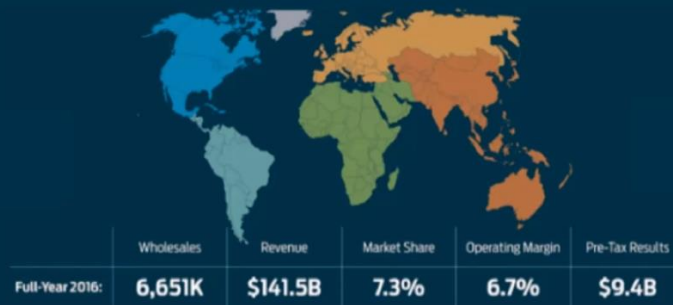 Wholesales Revenue Market Share Operating Margin Pre-Tax Results
Full-Year 2016: 6,651K $141.5B 7.3% 6.7% $9.4B